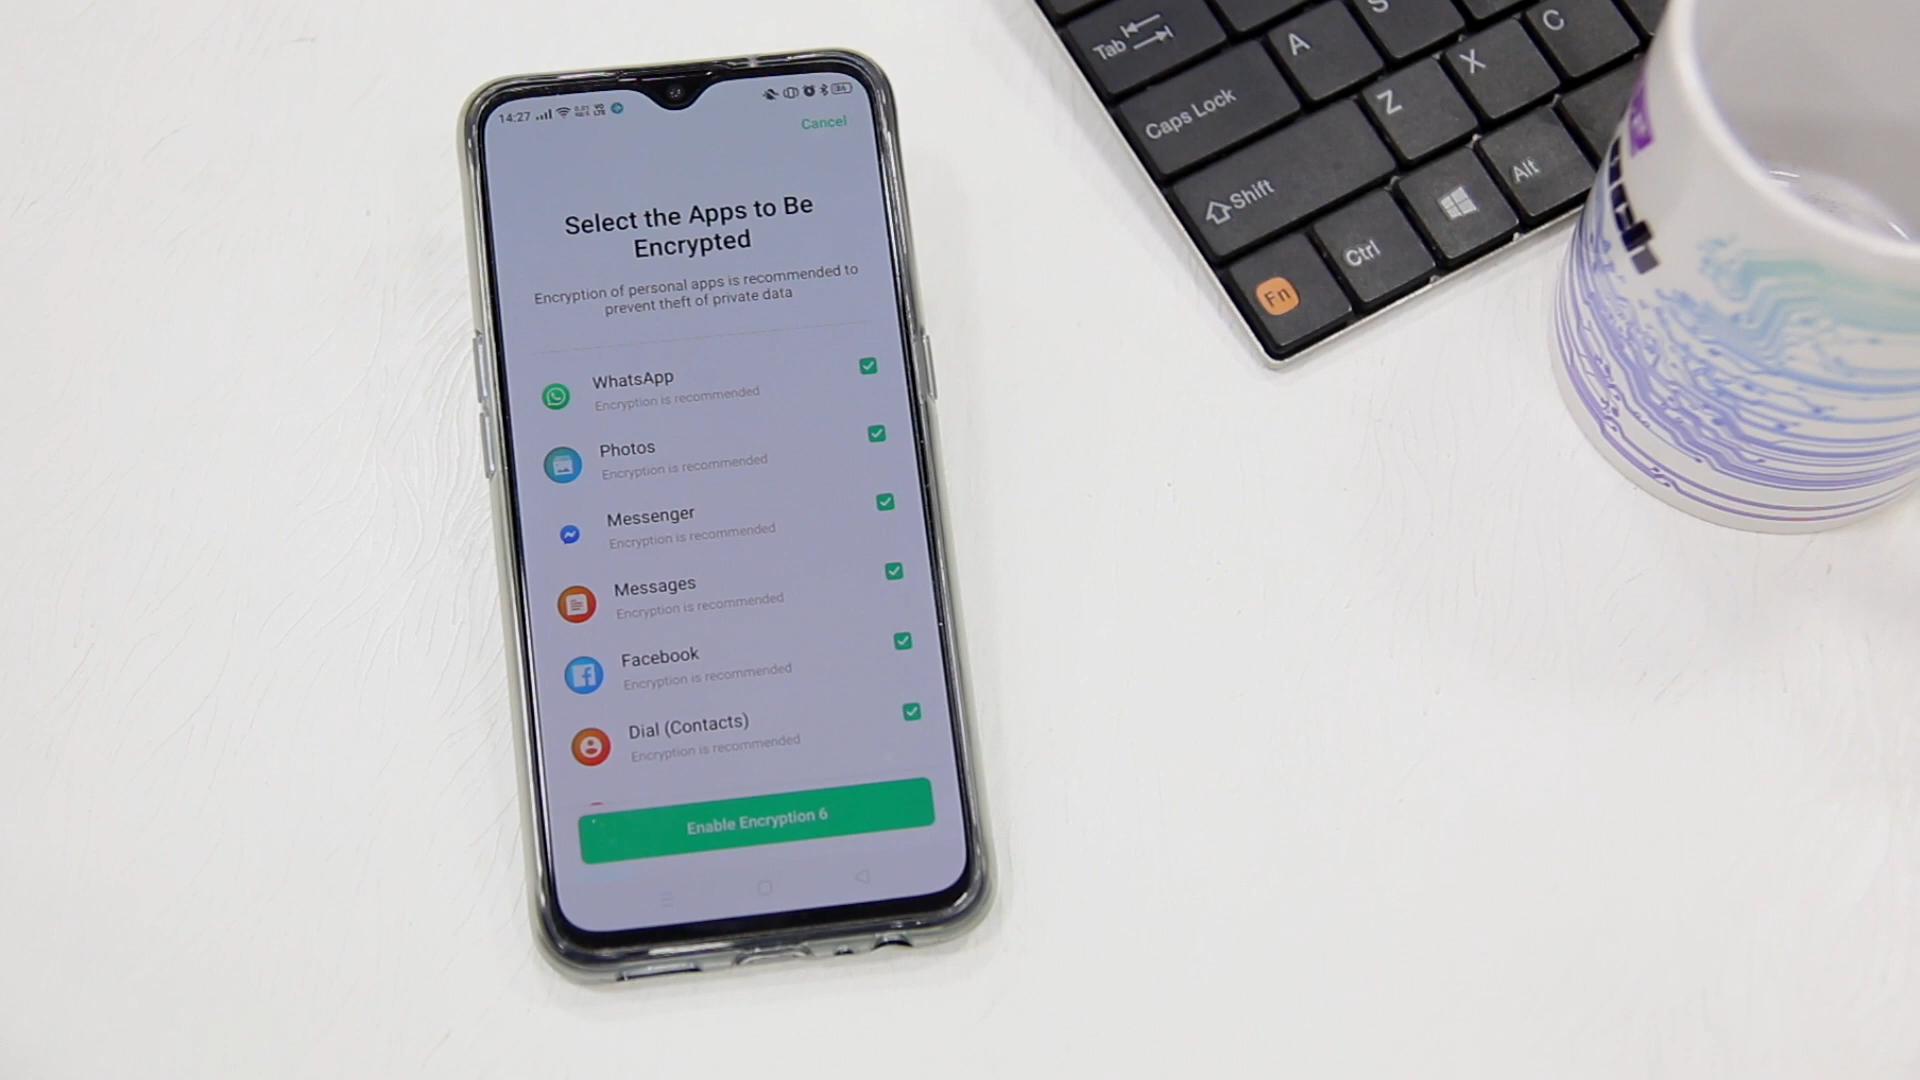 14:27
Cancel
Select the Apps to Be
Encrypted
Encryption of personal apps is recommended to
prevent theft of private data
WhatsApp
Encryption is recommended
Photos
Encryption is recommended
Messenger
Encryption is recommended
Messages
Encryption is recommended
Facebook
Encryption is recommended
Dial (Contacts)
Encryption is recommended
Enable Encryption 6
Tab
A
S
Caps Lock
Z
X
C
Shift
Fn
Ctrl
Alt